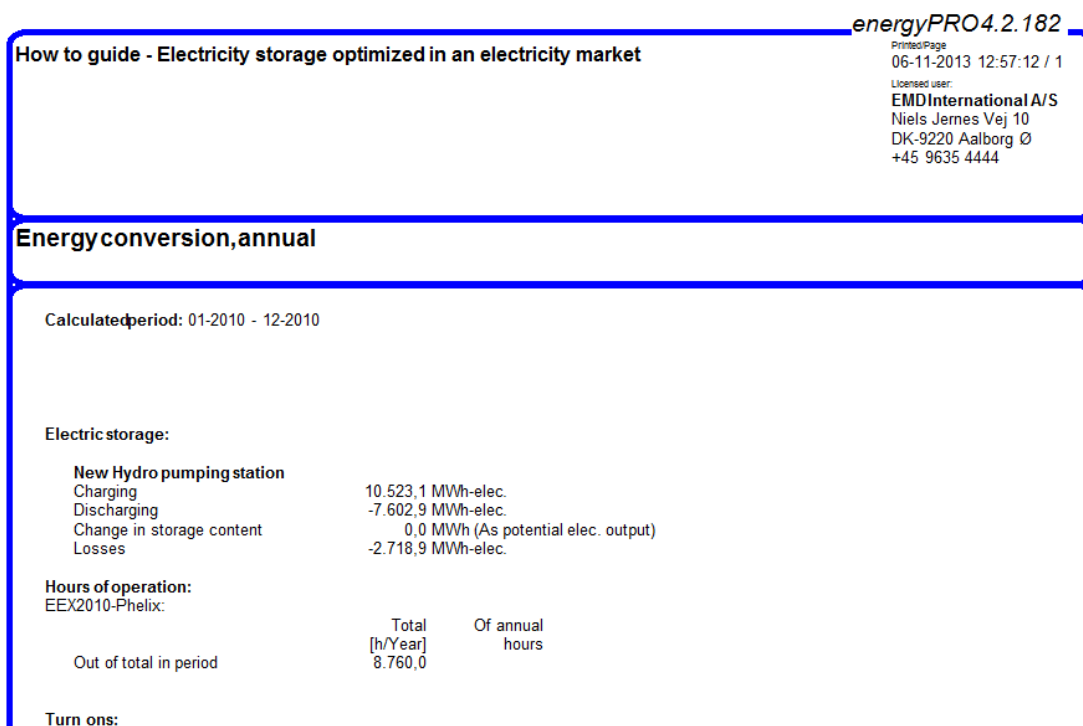 energyPRO4.2.182
How to guide - Electricity storage optimized in an electricity market
Printed/Page
06-11-2013 12:57:12 / 1
Licensed user:
EMD International A/S
Niels Jernes Vej 10
DK-9220 Aalborg Ø
+45 9635 4444
Energy conversion, annual
Calculated period: 01-2010 - 12-2010
Electric storage:
New Hydro pumping station
Charging 10.523,1 MWh-elec.
Discharging -7.602,9 MWh-elec.
Change in storage content 0,0 MWh (As potential elec. output)
Losses -2.718,9 MWh-elec.
Hours of operation:
EEX2010-Phelix:
Total Of annual
[h/Year] hours
Out of total in period 8.760,0
Turn ons: